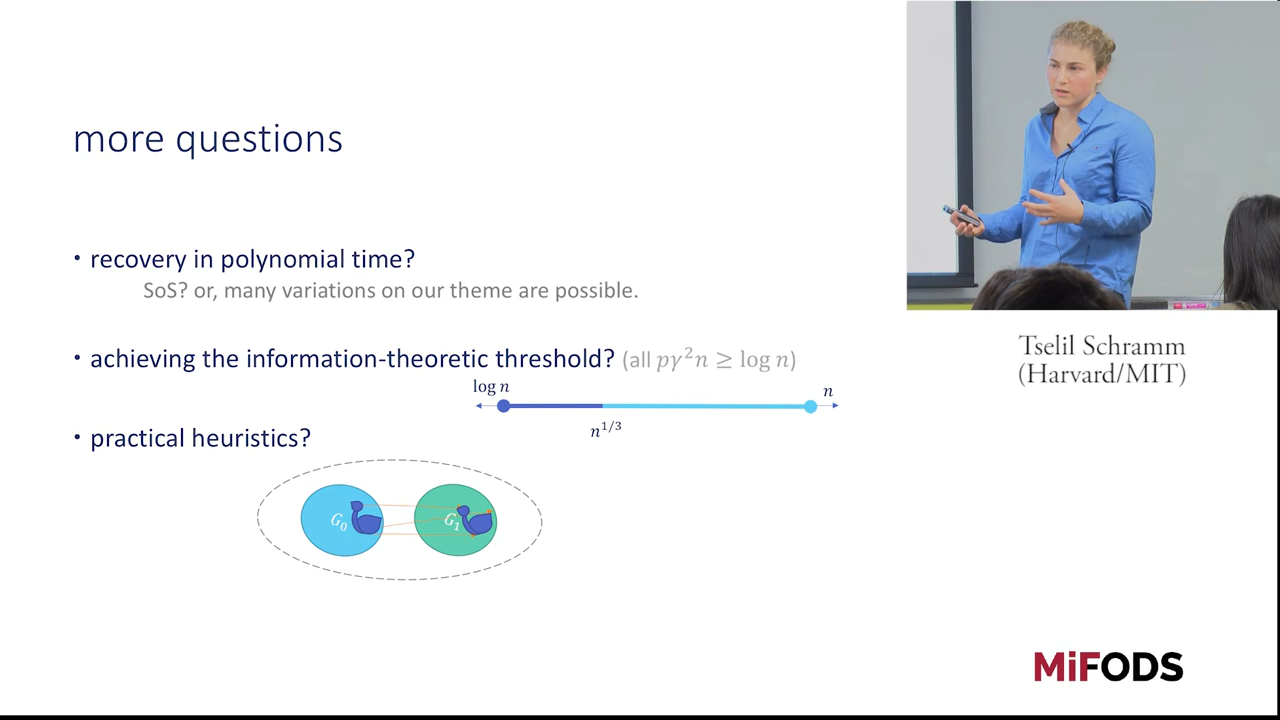 more questions
• recovery in polynomial time?
SoS? or, many variations on our theme are possible.
• achieving the information-theoretic threshold? (all pγ²n ≥ log n)
log n
n
n^{1/3}
• practical heuristics?
G₀
G₁
Tselil Schramm
(Harvard/MIT)
MiFODS